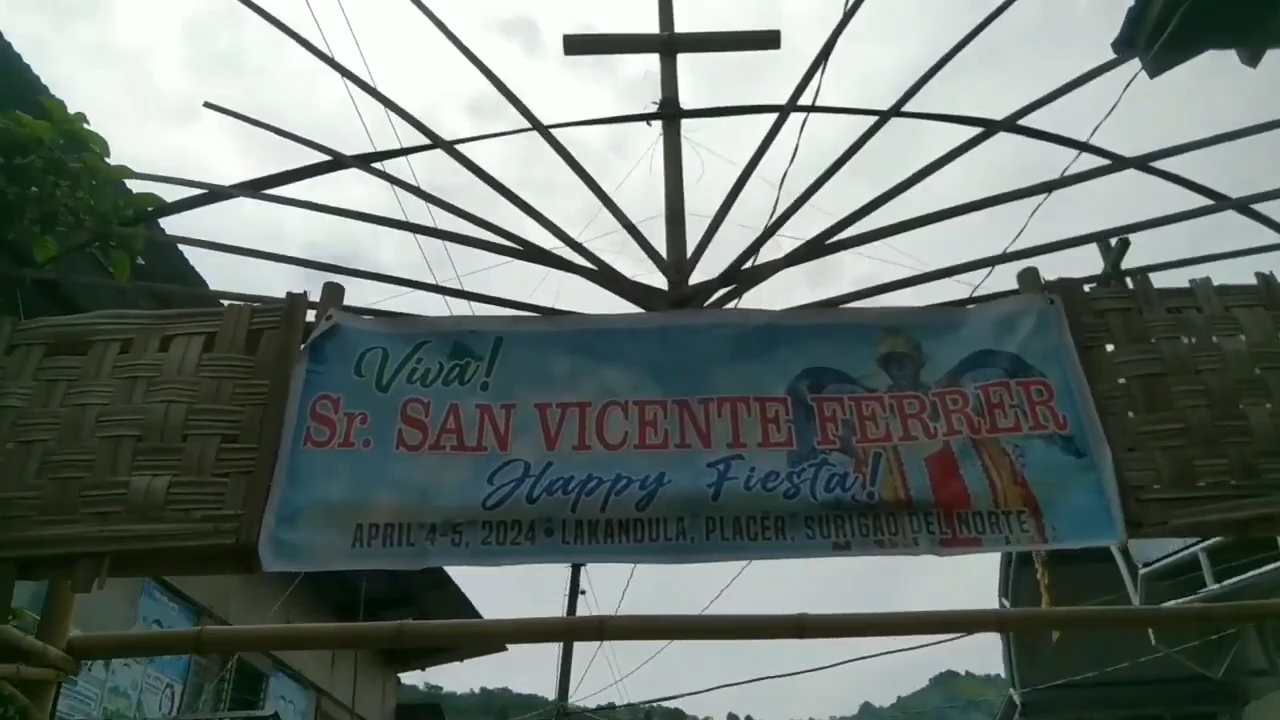 Viva!
Sr. SAN VICENTE FERRER
Happy Fiesta!
APRIL 4-5, 2024 • LAKANDULA, PLACER, SURIGAO DEL NORTE